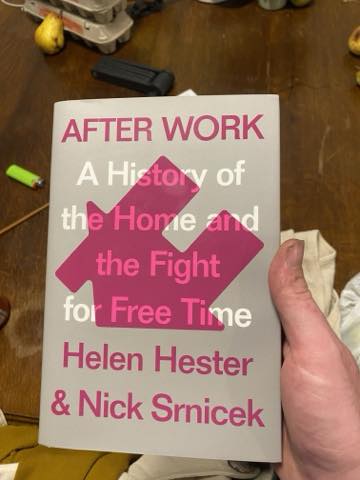 AFTER WORK
A History of
the Home and
the Fight
for Free Time
Helen Hester
& Nick Srnicek